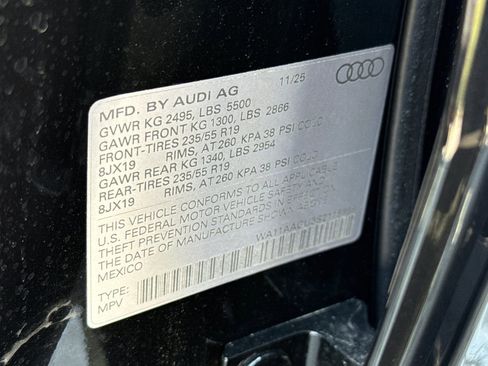 MFD. BY AUDI AG 11/25
GVWR KG 2495, LBS 5500
GAWR FRONT KG 1300, LBS 2866
FRONT-TIRES 235/55 R19
8JX19 RIMS, AT 260 KPA 38 PSI COLD
GAWR REAR KG 1340, LBS 2954
REAR-TIRES 235/55 R19
8JX19 RIMS, AT 260 KPA 38 PSI COLD
THIS VEHICLE CONFORMS TO ALL APPLICABLE
U.S. FEDERAL MOTOR VEHICLE SAFETY AND
THEFT PREVENTION STANDARDS IN EFFECT ON
THE DATE OF MANUFACTURE SHOWN ABOVE
MEXICO
TYPE:
MPV